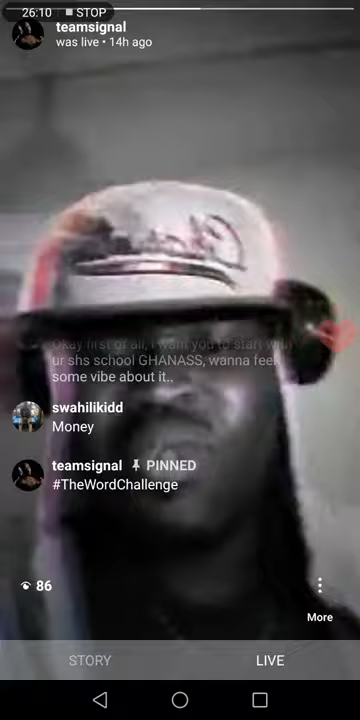 26:10 STOP
teamsignal
was live • 14h ago
Okay first of all, i want you to start with
ur shs school GHANASS, wanna feel
some vibe about it..
swahilikidd
Money
teamsignal PINNED
#TheWordChallenge
86
More
STORY LIVE